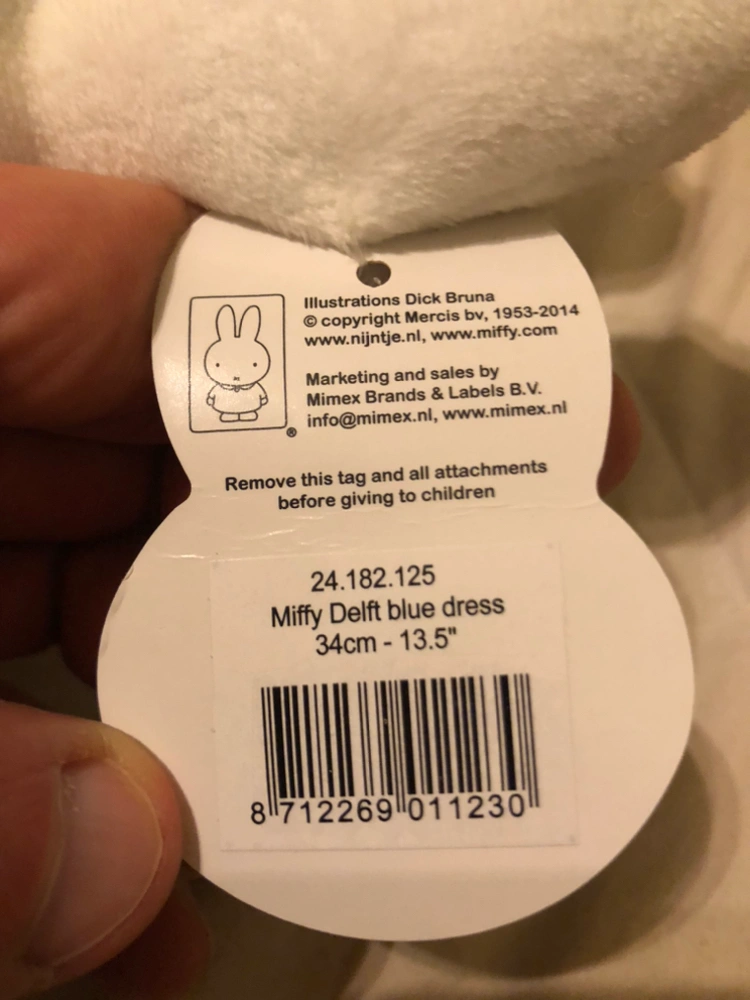 Illustrations Dick Bruna
© copyright Mercis bv, 1953-2014
www.nijntje.nl, www.miffy.com
Marketing and sales by
Mimex Brands & Labels B.V.
info@mimex.nl, www.mimex.nl
®
Remove this tag and all attachments
before giving to children
24.182.125
Miffy Delft blue dress
34cm - 13.5"
8 712269 011230